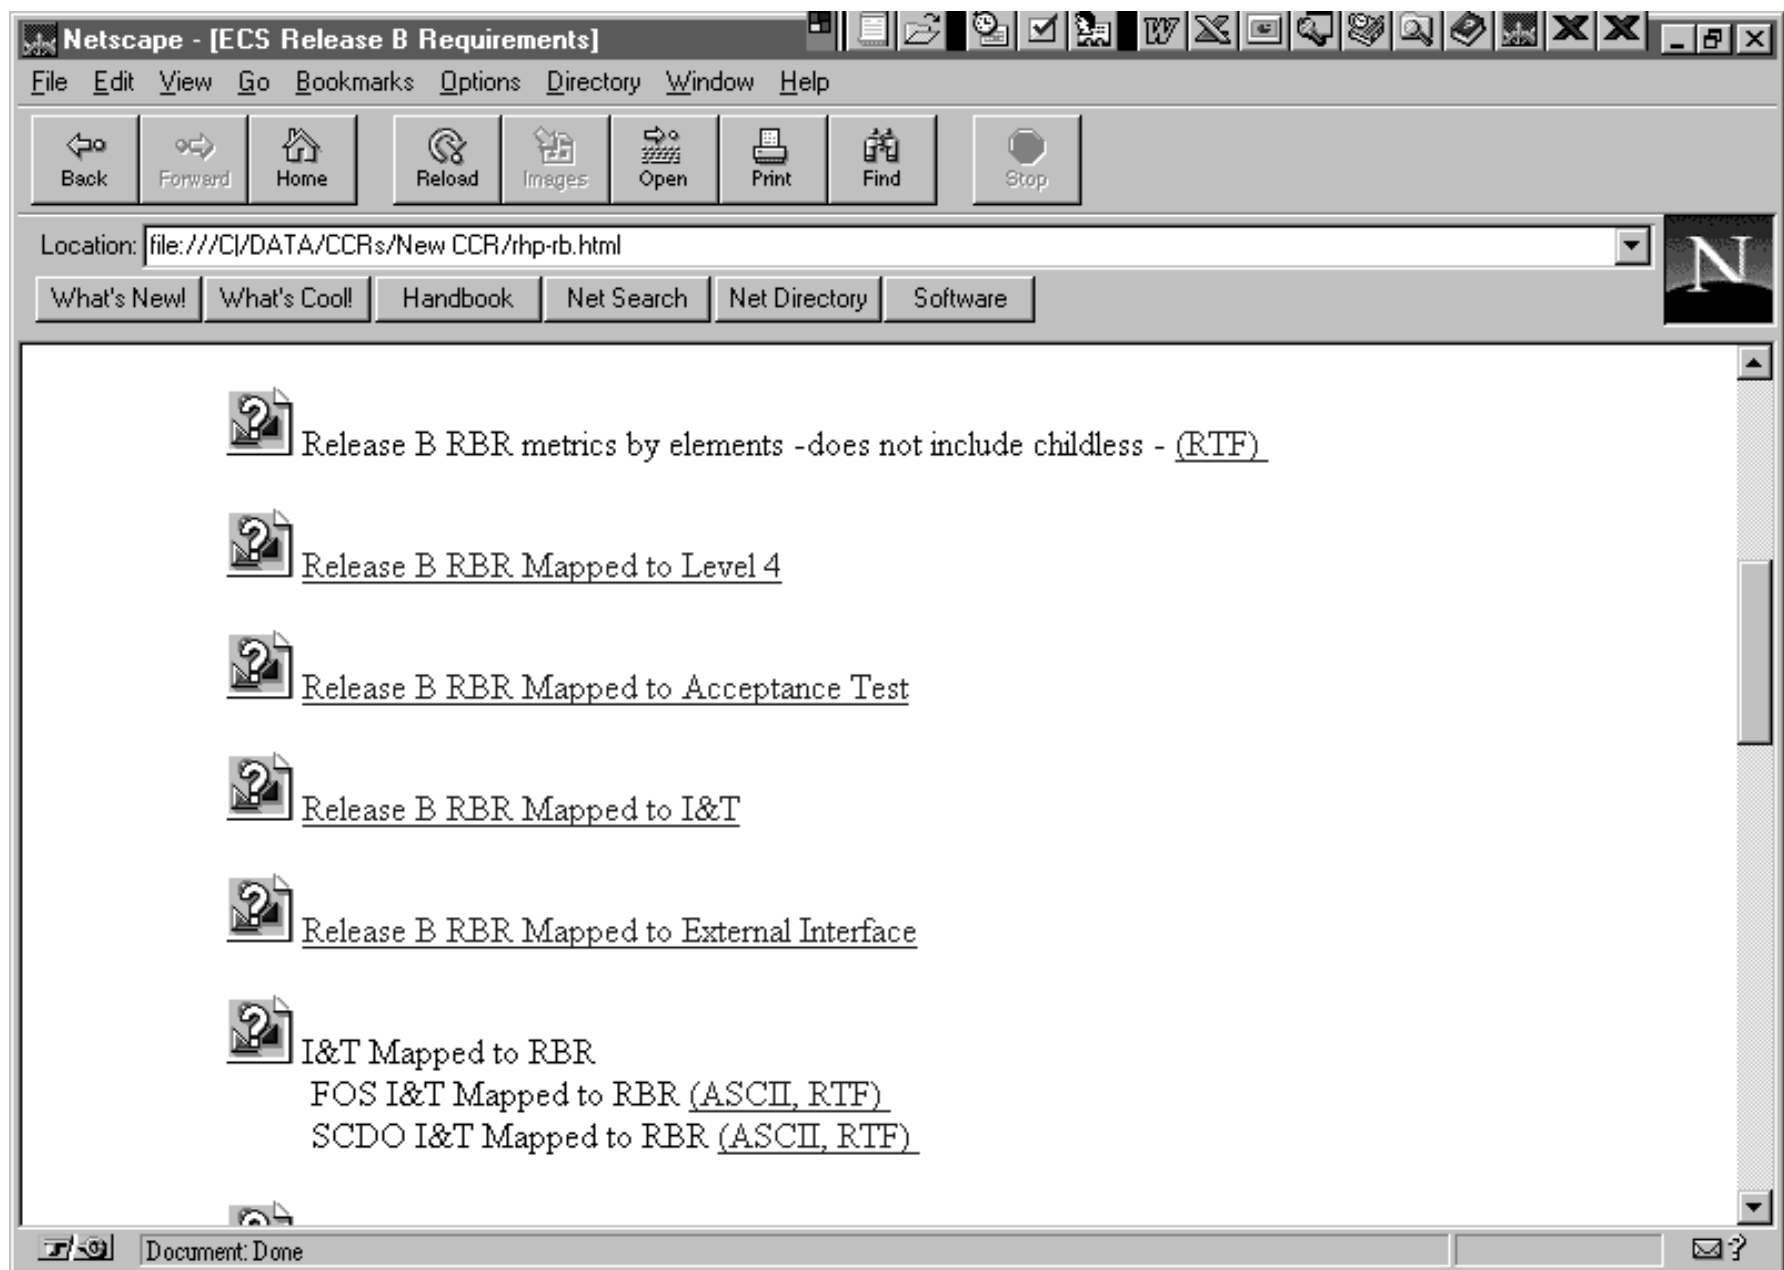 Netscape - [ECS Release B Requirements]
File Edit View Go Bookmarks Options Directory Window Help
Back Forward Home Reload Images Open Print Find Stop
Location: file:///C|/DATA/CCRs/New CCR/rhp-rb.html
N
What's New! What's Cool! Handbook Net Search Net Directory Software
Release B RBR metrics by elements -does not include childless - (RTF)
Release B RBR Mapped to Level 4
Release B RBR Mapped to Acceptance Test
Release B RBR Mapped to I&T
Release B RBR Mapped to External Interface
I&T Mapped to RBR
FOS I&T Mapped to RBR (ASCII, RTF)
SCDO I&T Mapped to RBR (ASCII, RTF)
Document: Done